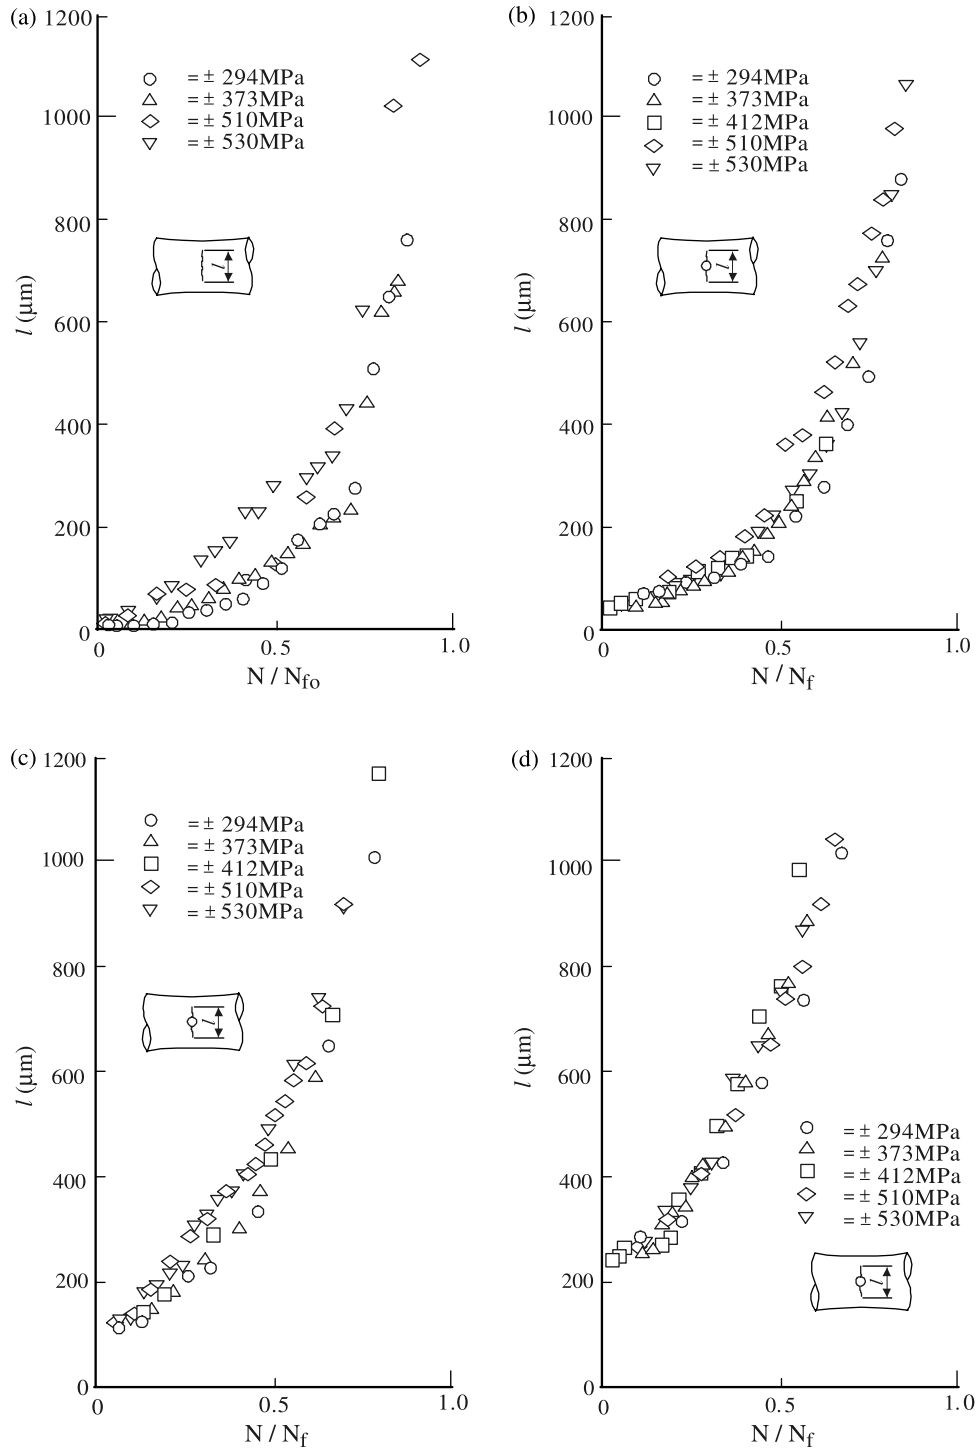 (a)
1200
1000
800
600
400
200
0
l (μm)
= ± 294MPa
= ± 373MPa
= ± 510MPa
= ± 530MPa
l
0
0.5
1.0
N / Nfo
(b)
1200
1000
800
600
400
200
0
l (μm)
= ± 294MPa
= ± 373MPa
= ± 412MPa
= ± 510MPa
= ± 530MPa
l
0
0.5
1.0
N / Nf
(c)
1200
1000
800
600
400
200
0
l (μm)
= ± 294MPa
= ± 373MPa
= ± 412MPa
= ± 510MPa
= ± 530MPa
l
0
0.5
1.0
N / Nf
(d)
1200
1000
800
600
400
200
0
l (μm)
= ± 294MPa
= ± 373MPa
= ± 412MPa
= ± 510MPa
= ± 530MPa
l
0
0.5
1.0
N / Nf